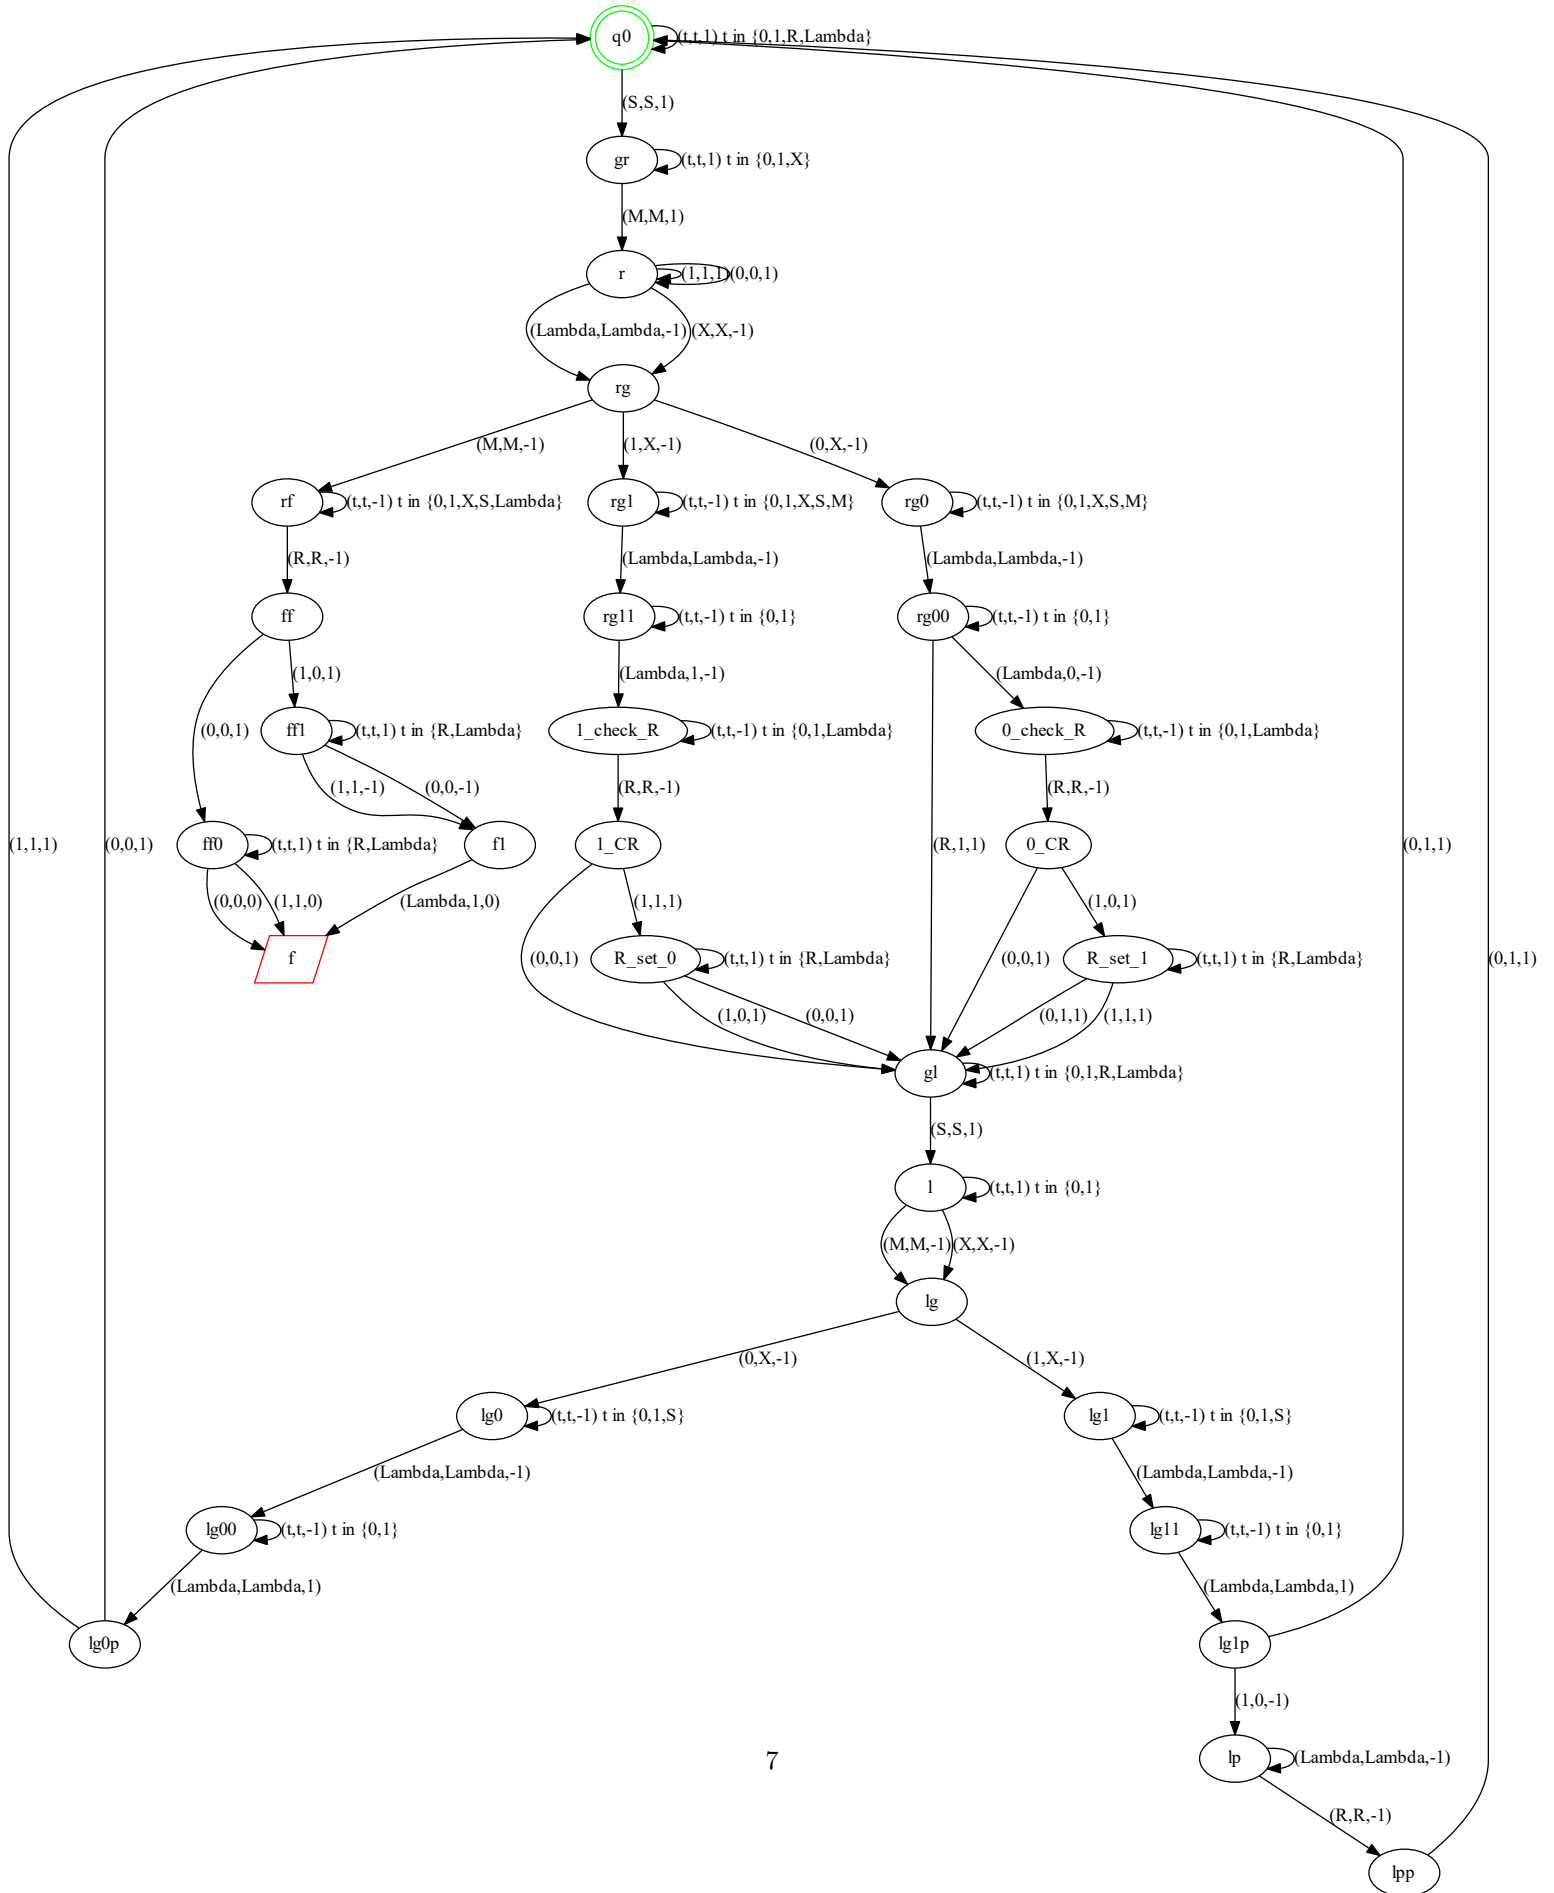 q0
(t,t,1) t in {0,1,R,Lambda}
(S,S,1)
gr
(t,t,1) t in {0,1,X}
(M,M,1)
r
(1,1,1)
(0,0,1)
(Lambda,Lambda,-1)
(X,X,-1)
rg
(M,M,-1)
(1,X,-1)
(0,X,-1)
rf
(t,t,-1) t in {0,1,X,S,Lambda}
rg1
(t,t,-1) t in {0,1,X,S,M}
rg0
(t,t,-1) t in {0,1,X,S,M}
(R,R,-1)
(Lambda,Lambda,-1)
(Lambda,Lambda,-1)
ff
rg11
(t,t,-1) t in {0,1}
rg00
(t,t,-1) t in {0,1}
(1,0,1)
(Lambda,1,-1)
(Lambda,0,-1)
(0,0,1)
ff1
(t,t,1) t in {R,Lambda}
1_check_R
(t,t,-1) t in {0,1,Lambda}
0_check_R
(t,t,-1) t in {0,1,Lambda}
(1,1,-1)
(0,0,-1)
(R,R,-1)
(R,R,-1)
(1,1,1)
(0,0,1)
ff0
(t,t,1) t in {R,Lambda}
f1
1_CR
(R,1,1)
0_CR
(0,1,1)
(0,0,0)
(1,1,0)
(Lambda,1,0)
(1,1,1)
(1,0,1)
f
(0,0,1)
R_set_0
(t,t,1) t in {R,Lambda}
(0,0,1)
R_set_1
(t,t,1) t in {R,Lambda}
(0,1,1)
(1,0,1)
(0,0,1)
(0,1,1)
(1,1,1)
gl
(t,t,1) t in {0,1,R,Lambda}
(S,S,1)
l
(t,t,1) t in {0,1}
(M,M,-1)
(X,X,-1)
lg
(0,X,-1)
(1,X,-1)
lg0
(t,t,-1) t in {0,1,S}
lg1
(t,t,-1) t in {0,1,S}
(Lambda,Lambda,-1)
(Lambda,Lambda,-1)
lg00
(t,t,-1) t in {0,1}
lg11
(t,t,-1) t in {0,1}
(Lambda,Lambda,1)
(Lambda,Lambda,1)
lg0p
lg1p
(1,0,-1)
7
lp
(Lambda,Lambda,-1)
(R,R,-1)
lpp